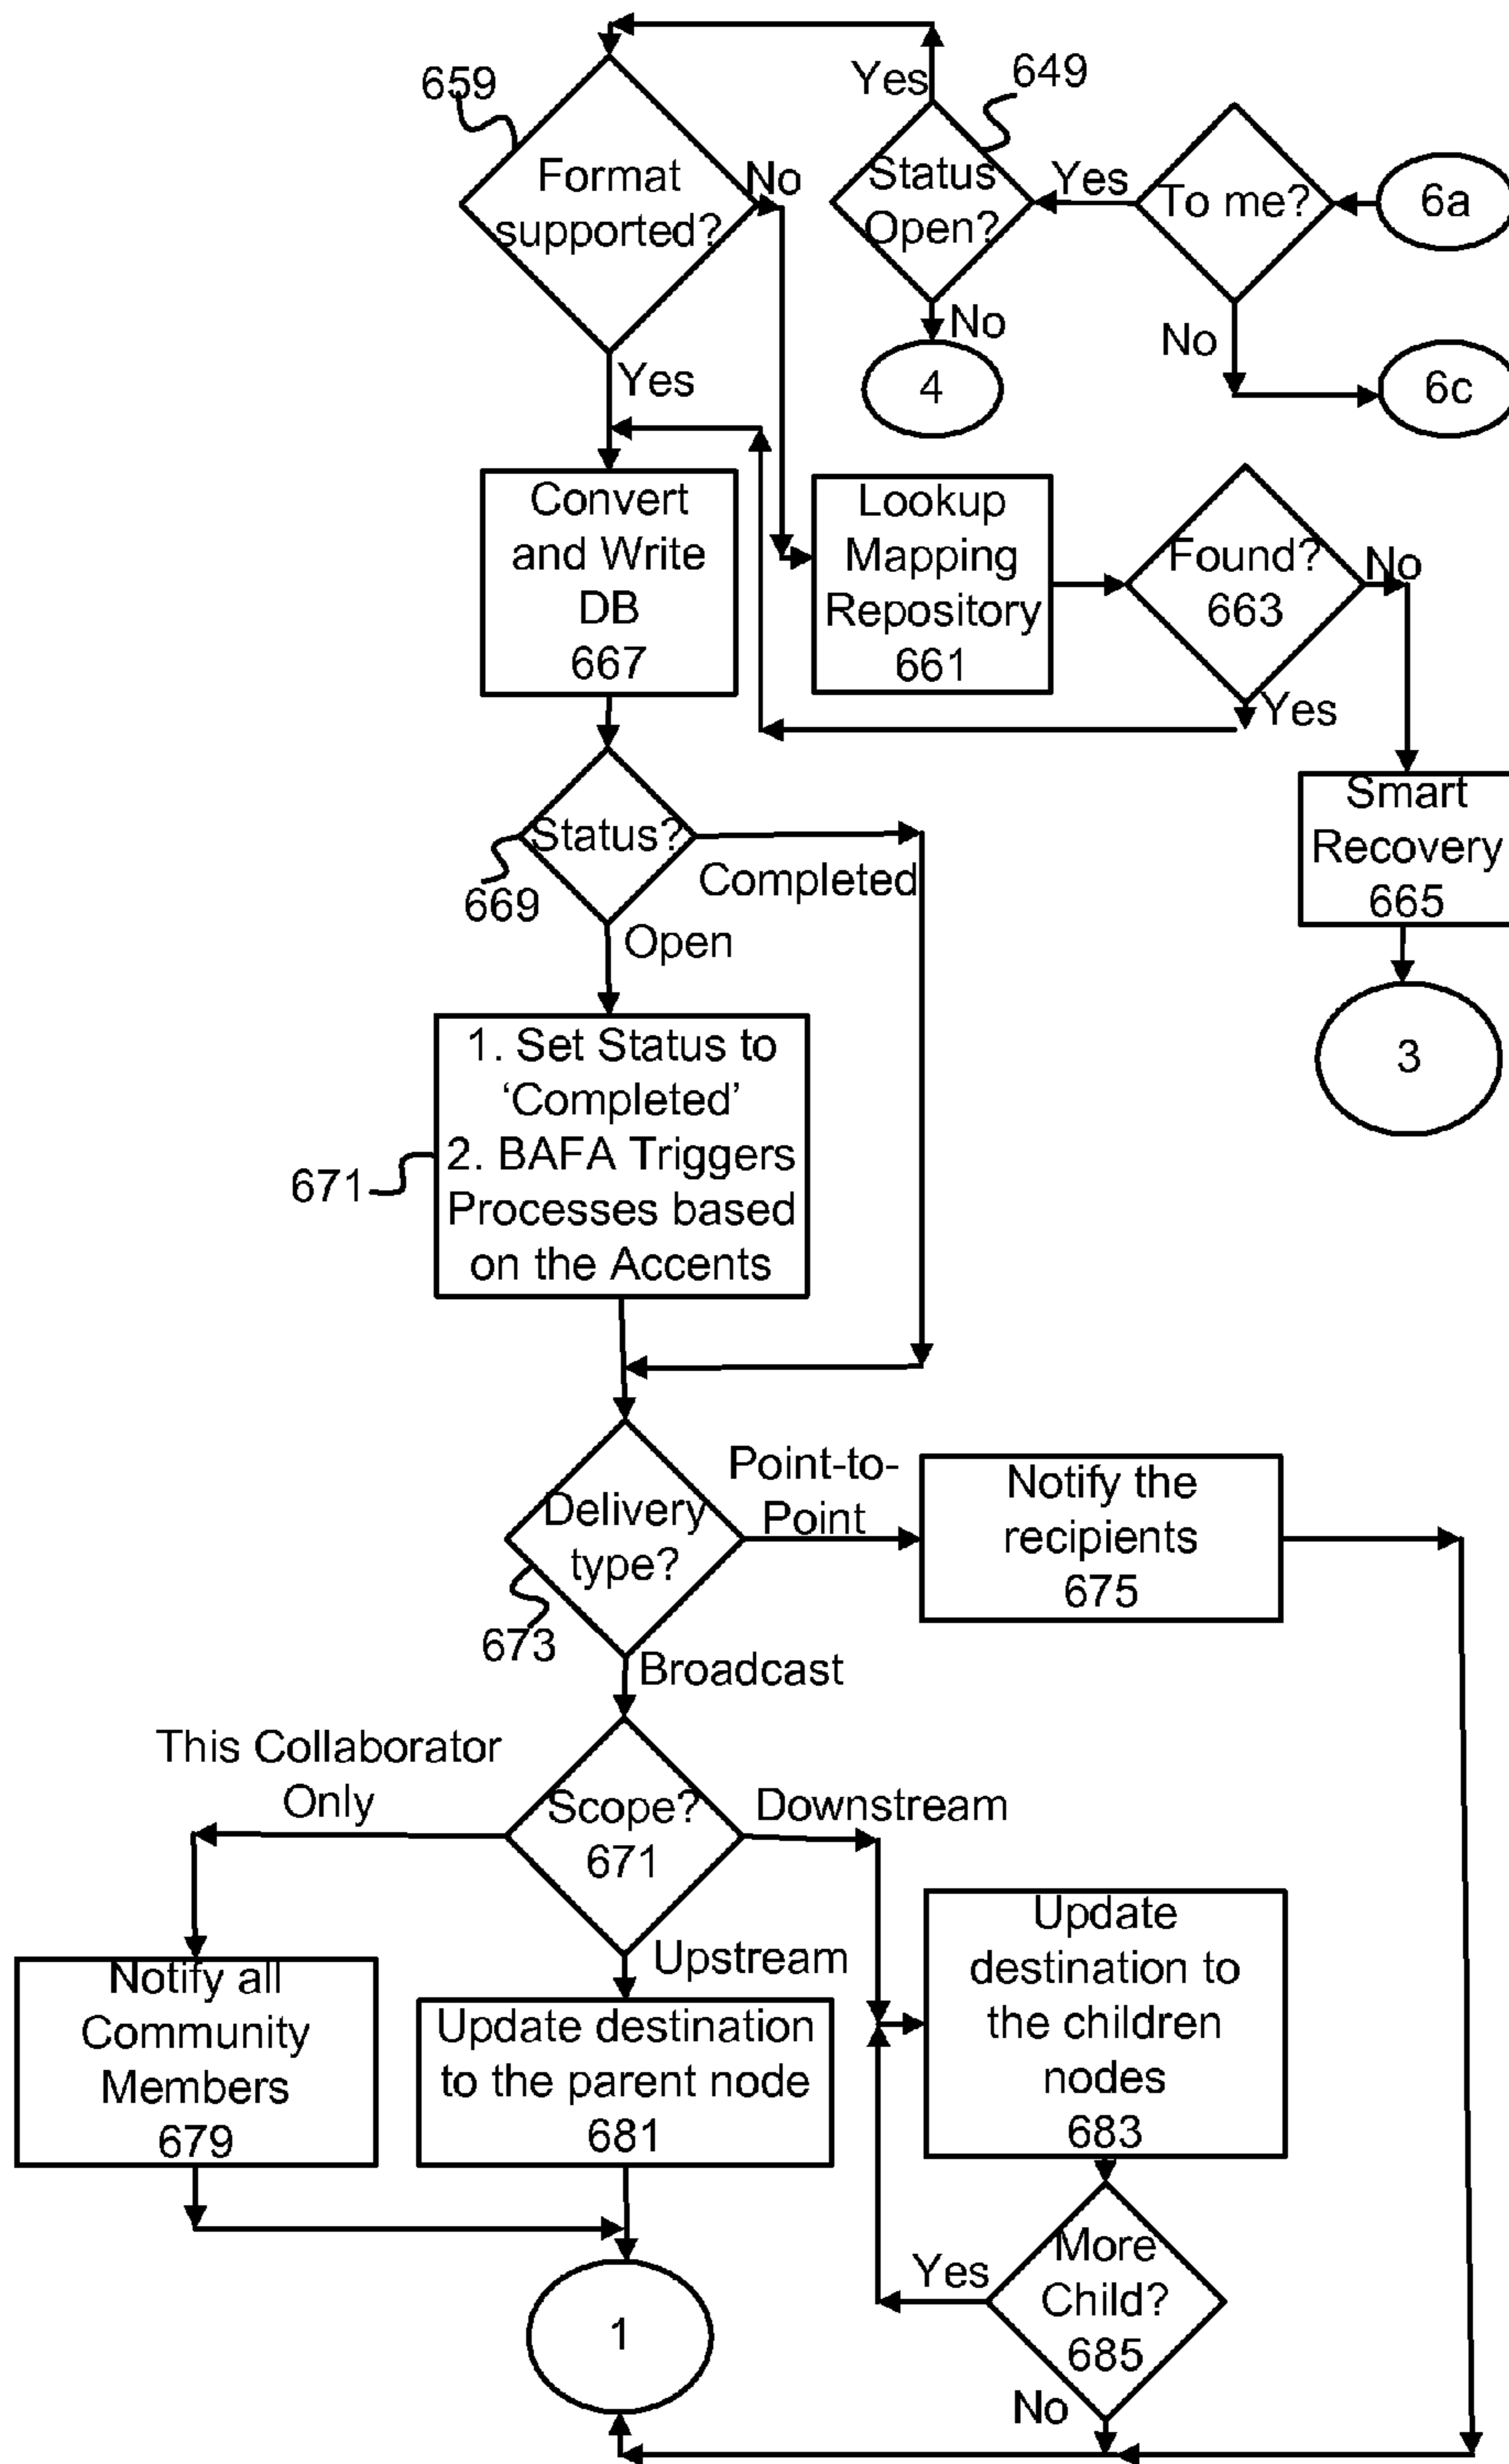 659
Format
supported?
No
Yes
649
Status
Open?
Yes
To me?
6a
No
4
No
6c
Yes
Convert
and Write
DB
667
Lookup
Mapping
Repository
661
Found?
663
No
Yes
Smart
Recovery
665
3
Status?
669
Completed
Open
1. Set Status to
‘Completed’
2. BAFA Triggers
Processes based
on the Accents
671
Delivery
type?
673
Point-to-
Point
Notify the
recipients
675
Broadcast
This Collaborator
Only
Scope?
671
Downstream
Upstream
Notify all
Community
Members
679
Update destination
to the parent node
681
Update
destination to
the children
nodes
683
More
Child?
685
Yes
No
1